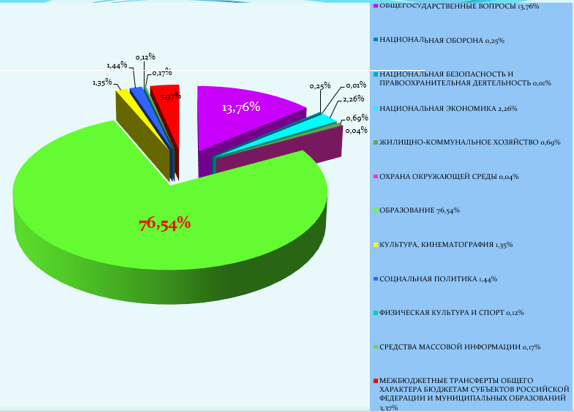 0,12%
1,44%
0,17%
1,35%
3,37%
13,76%
0,25%
0,01%
2,26%
0,69%
0,04%
76,54%
ОБЩЕГОСУДАРСТВЕННЫЕ ВОПРОСЫ 13,76%
НАЦИОНАЛЬНАЯ ОБОРОНА 0,25%
НАЦИОНАЛЬНАЯ БЕЗОПАСНОСТЬ И
ПРАВООХРАНИТЕЛЬНАЯ ДЕЯТЕЛЬНОСТЬ 0,01%
НАЦИОНАЛЬНАЯ ЭКОНОМИКА 2,26%
ЖИЛИЩНО-КОММУНАЛЬНОЕ ХОЗЯЙСТВО 0,69%
ОХРАНА ОКРУЖАЮЩЕЙ СРЕДЫ 0,04%
ОБРАЗОВАНИЕ 76,54%
КУЛЬТУРА, КИНЕМАТОГРАФИЯ 1,35%
СОЦИАЛЬНАЯ ПОЛИТИКА 1,44%
ФИЗИЧЕСКАЯ КУЛЬТУРА И СПОРТ 0,12%
СРЕДСТВА МАССОВОЙ ИНФОРМАЦИИ 0,17%
МЕЖБЮДЖЕТНЫЕ ТРАНСФЕРТЫ ОБЩЕГО
ХАРАКТЕРА БЮДЖЕТАМ СУБЪЕКТОВ РОССИЙСКОЙ
ФЕДЕРАЦИИ И МУНИЦИПАЛЬНЫХ ОБРАЗОВАНИЙ
3,37%